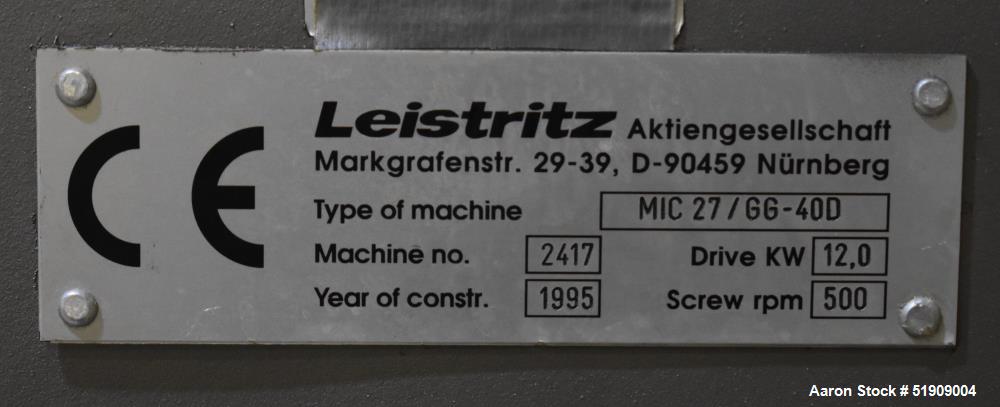 CE
Leistritz Aktiengesellschaft
Markgrafenstr. 29-39, D-90459 Nürnberg
Type of machine MIC 27/GG-40D
Machine no. 2417 Drive KW 12,0
Year of constr. 1995 Screw rpm 500
Aaron Stock # 51909004